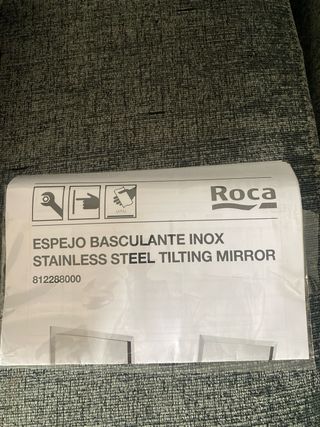 Roca
ESPEJO BASCULANTE INOX
STAINLESS STEEL TILTING MIRROR
812288000